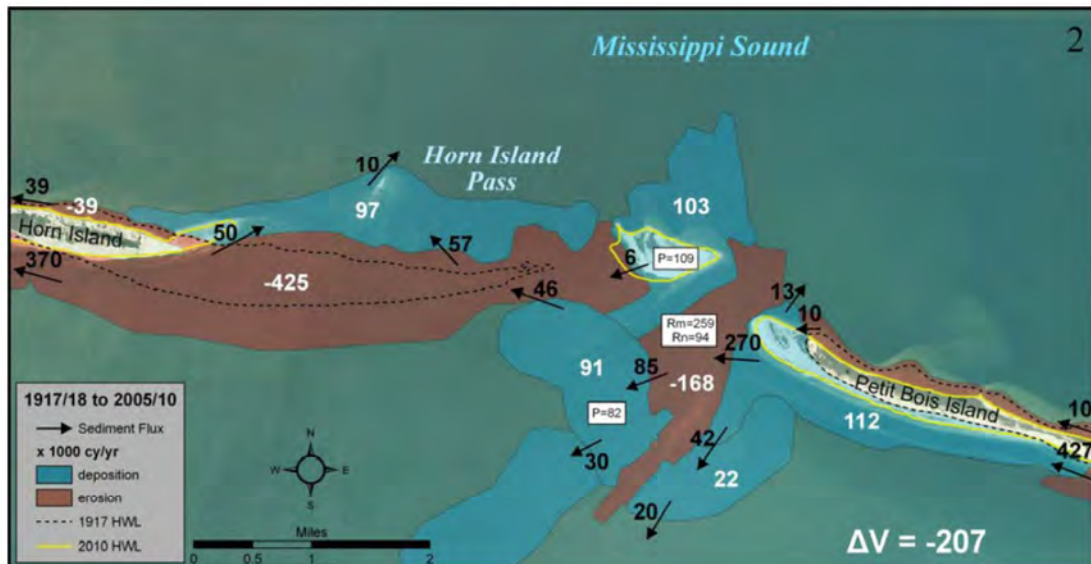 2
Mississippi Sound
Horn Island
Pass
10
39
-39
97
103
Horn Island
50
57
6
P=109
370
-425
46
13
10
Rm=259
Rn=94
270
91
85
-168
Petit Bois Island
P=82
112
10
427
42
30
22
20
1917/18 to 2005/10
Sediment Flux
x 1000 cy/yr
deposition
erosion
1917 HWL
2010 HWL
N
W
E
S
Miles
0
0.5
1
2
ΔV = -207